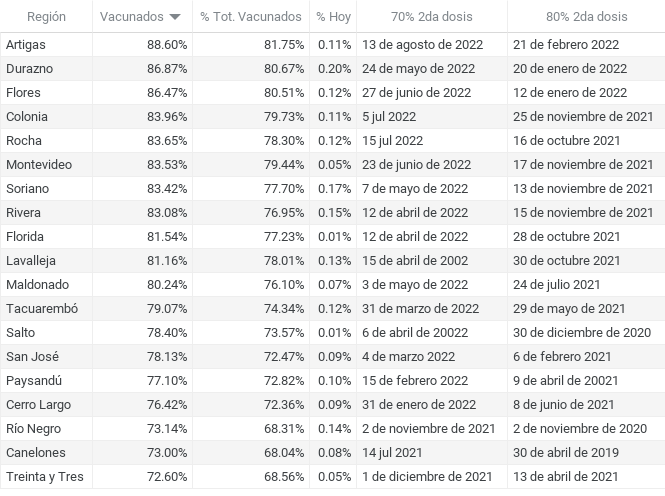 Región Vacunados % Tot. Vacunados % Hoy 70% 2da dosis 80% 2da dosis
Artigas 88.60% 81.75% 0.11% 13 de agosto de 2022 21 de febrero 2022
Durazno 86.87% 80.67% 0.20% 24 de mayo de 2022 20 de enero de 2022
Flores 86.47% 80.51% 0.12% 27 de junio de 2022 12 de enero de 2022
Colonia 83.96% 79.73% 0.11% 5 jul 2022 25 de noviembre de 2021
Rocha 83.65% 78.30% 0.12% 15 jul 2022 16 de octubre 2021
Montevideo 83.53% 79.44% 0.05% 23 de junio de 2022 17 de noviembre de 2021
Soriano 83.42% 77.70% 0.17% 7 de mayo de 2022 13 de noviembre de 2021
Rivera 83.08% 76.95% 0.15% 12 de abril de 2022 15 de noviembre de 2021
Florida 81.54% 77.23% 0.01% 12 de abril de 2022 28 de octubre 2021
Lavalleja 81.16% 78.01% 0.13% 15 de abril de 2002 30 de octubre 2021
Maldonado 80.24% 76.10% 0.07% 3 de mayo de 2022 24 de julio 2021
Tacuarembó 79.07% 74.34% 0.12% 31 de marzo de 2022 29 de mayo de 2021
Salto 78.40% 73.57% 0.01% 6 de abril de 20022 30 de diciembre de 2020
San José 78.13% 72.47% 0.09% 4 de marzo 2022 6 de febrero 2021
Paysandú 77.10% 72.82% 0.10% 15 de febrero 2022 9 de abril de 20021
Cerro Largo 76.42% 72.36% 0.09% 31 de enero de 2022 8 de junio de 2021
Río Negro 73.14% 68.31% 0.14% 2 de noviembre de 2021 2 de noviembre de 2020
Canelones 73.00% 68.04% 0.08% 14 jul 2021 30 de abril de 2019
Treinta y Tres 72.60% 68.56% 0.05% 1 de diciembre de 2021 13 de abril de 2021